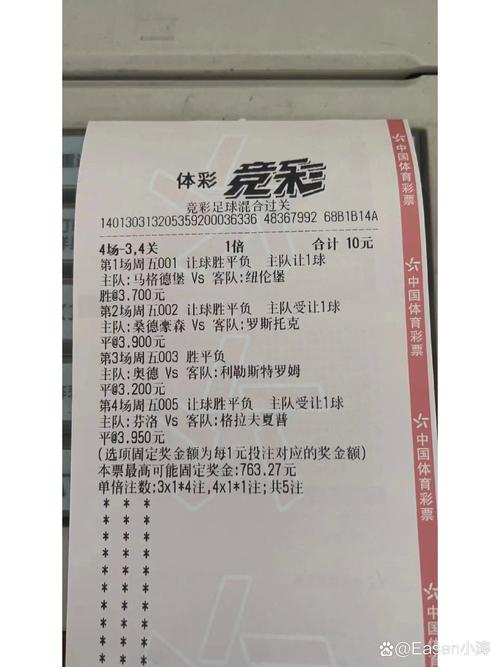 体彩 竞彩
竞彩足球混合过关
140130313205359200036336 48367992 68B1B14A
4场-3,4关 1倍 合计 10元
第1场周五001 让球胜平负 主队让1球
主队:马格德堡 Vs 客队:纽伦堡
胜@3.700元
第2场周五002 让球胜平负 主队受让1球
主队:桑德豪森 Vs 客队:罗斯托克
平@3.900元
第3场周五003 胜平负
主队:奥德 Vs 客队:利勒斯特罗姆
平@3.200元
第4场周五005 让球胜平负 主队受让1球
主队:芬洛 Vs 客队:格拉夫夏普
平@3.950元
(选项固定奖金额为每1元投注对应的奖金额)
本票最高可能固定奖金:763.27元
单倍注数:3x1*4注,4x1*1注;共5注
* * *
* * *
* * *
* * *
* * *
* * *
* * *
* * *
* * *
中国体育彩票
中国体育彩票
中国体育彩票
中国体育彩票
@Easan小涛